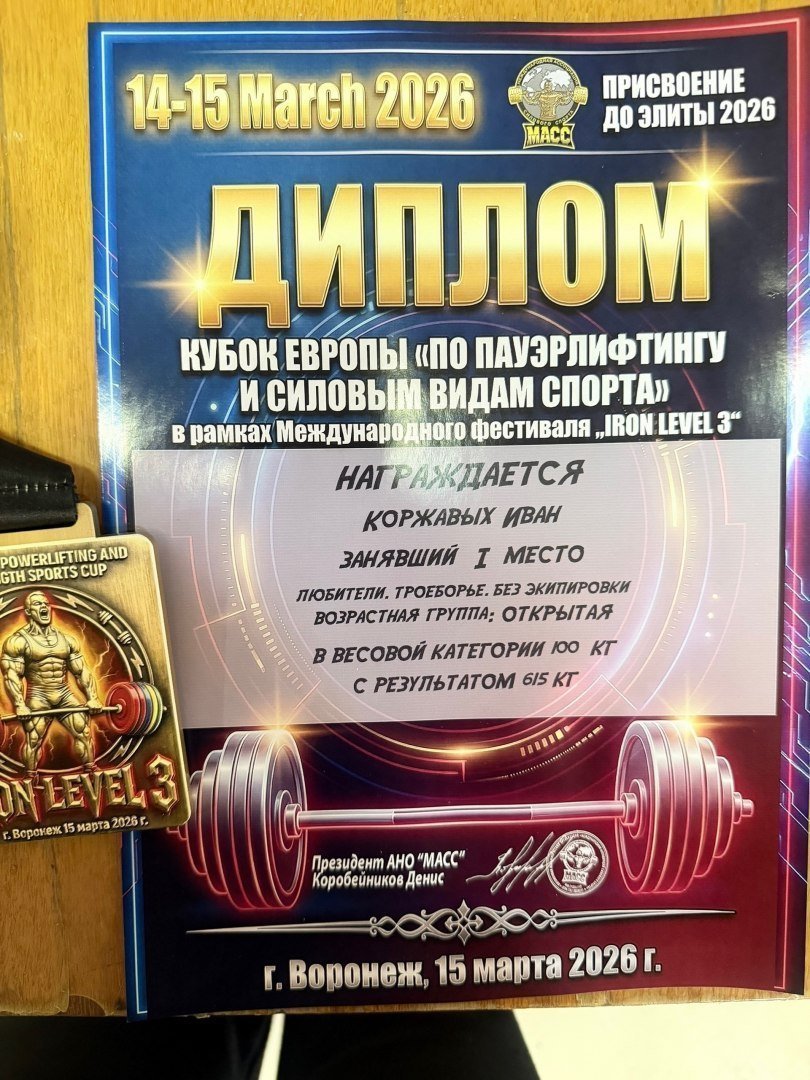 14-15 March 2026
МАСС
ПРИСВОЕНИЕ
ДО ЭЛИТЫ 2026
ДИПЛОМ
КУБОК ЕВРОПЫ «ПО ПАУЭРЛИФТИНГУ
И СИЛОВЫМ ВИДАМ СПОРТА»
в рамках Международного фестиваля „IRON LEVEL 3“
НАГРАЖДАЕТСЯ
КОРЖАВЫХ ИВАН
ЗАНЯВШИЙ I МЕСТО
ЛЮБИТЕЛИ. ТРОЕБОРЬЕ. БЕЗ ЭКИПИРОВКИ
ВОЗРАСТНАЯ ГРУППА: ОТКРЫТАЯ
В ВЕСОВОЙ КАТЕГОРИИ 100 КГ
С РЕЗУЛЬТАТОМ 615 КГ
POWERLIFTING AND
GTH SPORTS CUP
ON LEVEL 3
г. Воронеж 15 марта 2026 г.
Президент АНО "МАСС"
Коробейников Денис
МАСС
г. Воронеж, 15 марта 2026 г.